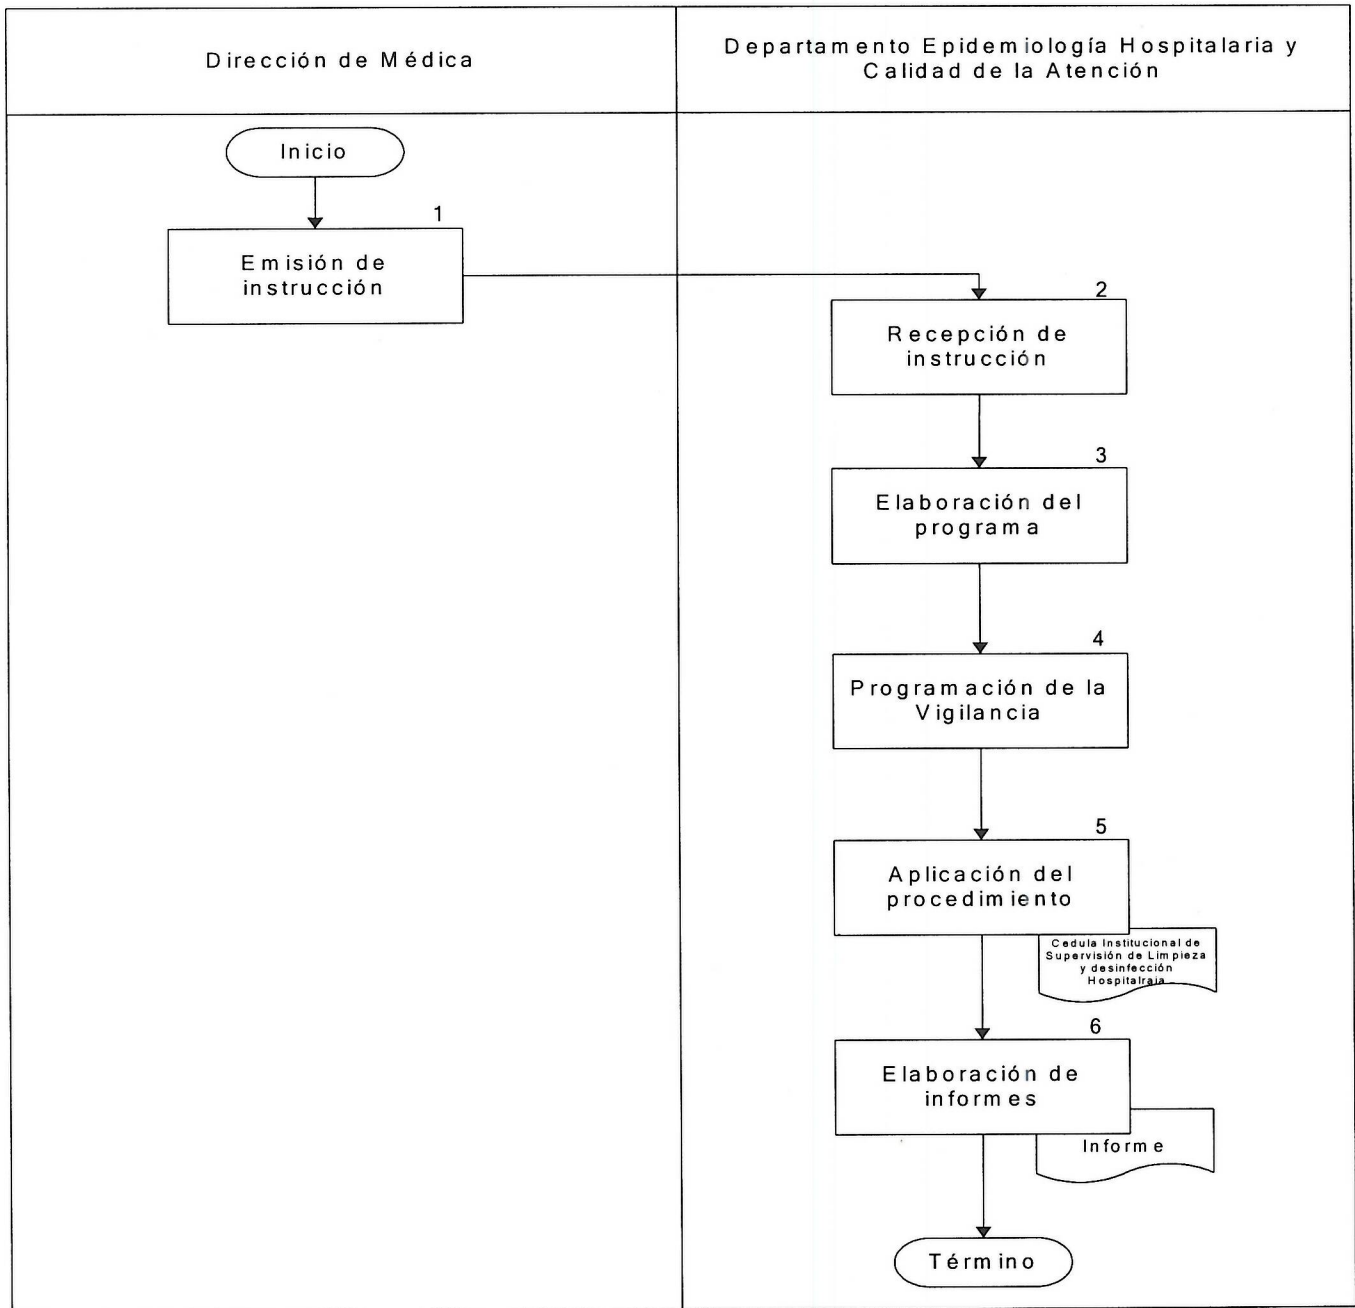 Dirección de Médica
Departamento Epidemiología Hospitalaria y
Calidad de la Atención
Inicio
1
Emisión de
instrucción
2
Recepción de
instrucción
3
Elaboración del
programa
4
Programación de la
Vigilancia
5
Aplicación del
procedimiento
Cedula Institucional de
Supervisión de Limpieza
y desinfección
Hospitalraia
6
Elaboración de
informes
Informe
Término